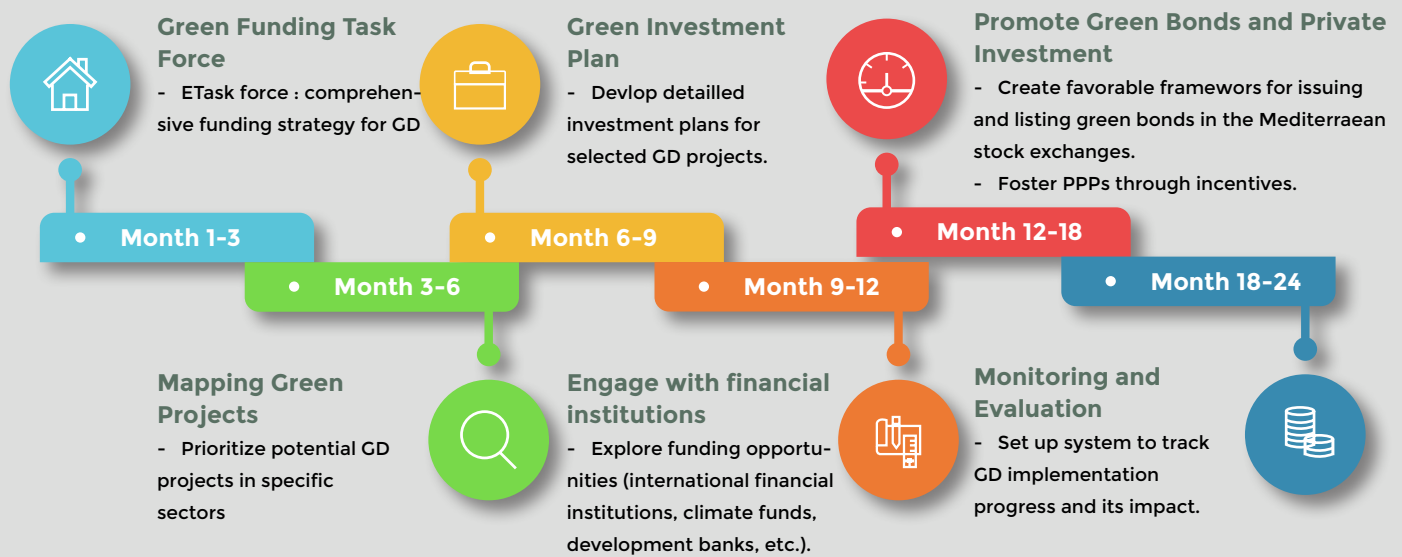 Green Funding Task
Force
- ETask force : comprehen-
sive funding strategy for GD
Green Investment
Plan
- Devlop detailled
investment plans for
selected GD projects.
Promote Green Bonds and Private
Investment
- Create favorable framewors for issuing
and listing green bonds in the Mediterraean
stock exchanges.
- Foster PPPs through incentives.
• Month 1-3
• Month 6-9
• Month 12-18
• Month 3-6
• Month 9-12
• Month 18-24
Mapping Green
Projects
- Prioritize potential GD
projects in specific
sectors
Engage with financial
institutions
- Explore funding opportu-
nities (international financial
institutions, climate funds,
development banks, etc.).
Monitoring and
Evaluation
- Set up system to track
GD implementation
progress and its impact.